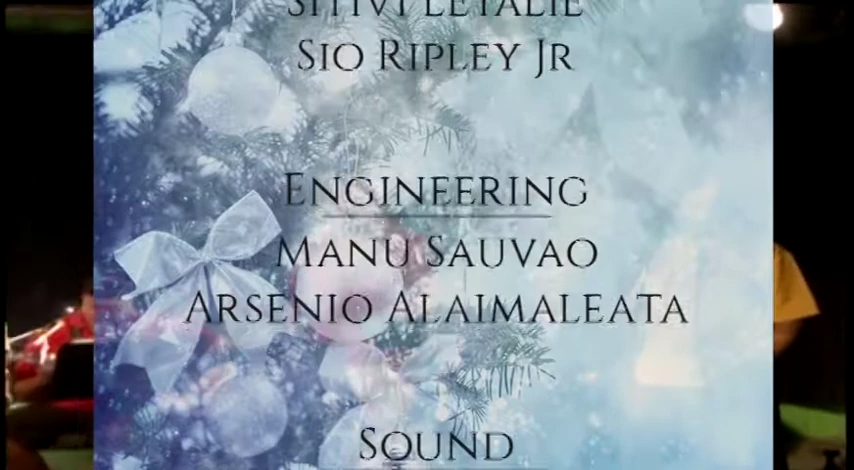 Sio Ripley Jr
Engineering
Manu Sauvao
Arsenio Alaimaleata
Sound